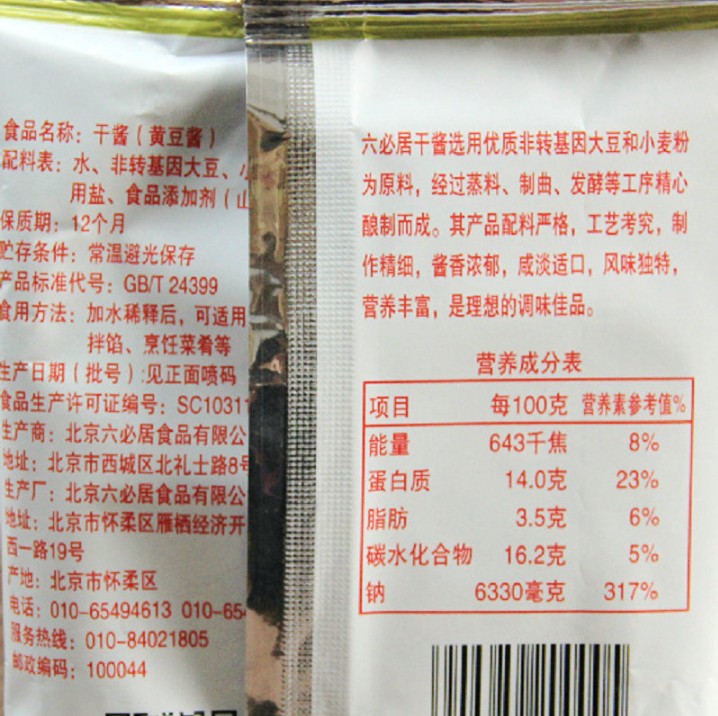 食品名称：干酱（黄豆酱）
配料表：水、非转基因大豆、小
用盐、食品添加剂（山
保质期：12个月
贮存条件：常温避光保存
产品标准代号：GB/T 24399
食用方法：加水稀释后，可适用
拌馅、烹饪菜肴等
生产日期（批号）:见正面喷码
食品生产许可证编号：SC10311
生产商：北京六必居食品有限公
地址：北京市西城区北礼士路8号
生产厂：北京六必居食品有限公
地址：北京市怀柔区雁栖经济开
西一路19号
产地：北京市怀柔区
电话：010-65494613 010-654
服务热线：010-84021805
邮政编码：100044
六必居干酱选用优质非转基因大豆和小麦粉
为原料，经过蒸料、制曲、发酵等工序精心
酿制而成。其产品配料严格，工艺考究，制
作精细，酱香浓郁，咸淡适口，风味独特，
营养丰富，是理想的调味佳品。
营养成分表
项目 每100克 营养素参考值%
能量 643千焦 8%
蛋白质 14.0克 23%
脂肪 3.5克 6%
碳水化合物 16.2克 5%
钠 6330毫克 317%